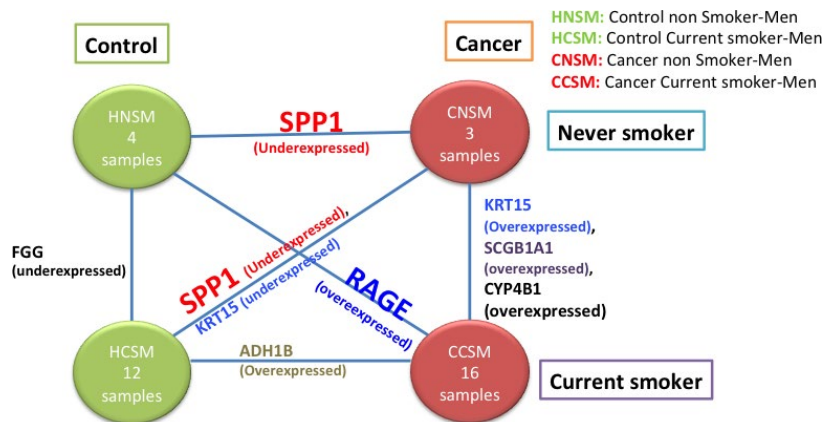 Control
Cancer
HNSM: Control non Smoker-Men
HCSM: Control Current smoker-Men
CNSM: Cancer non Smoker-Men
CCSM: Cancer Current smoker-Men
HNSM
4
samples
SPP1
(Underexpressed)
CNSM
3
samples
Never smoker
FGG
(underexpressed)
SPP1 (Underexpressed),
KRT15 (underexpressed)
RAGE
(overeexpressed)
KRT15
(Overexpressed),
SCGB1A1
(overexpressed),
CYP4B1
(overexpressed)
HCSM
12
samples
ADH1B
(Overexpressed)
CCSM
16
samples
Current smoker